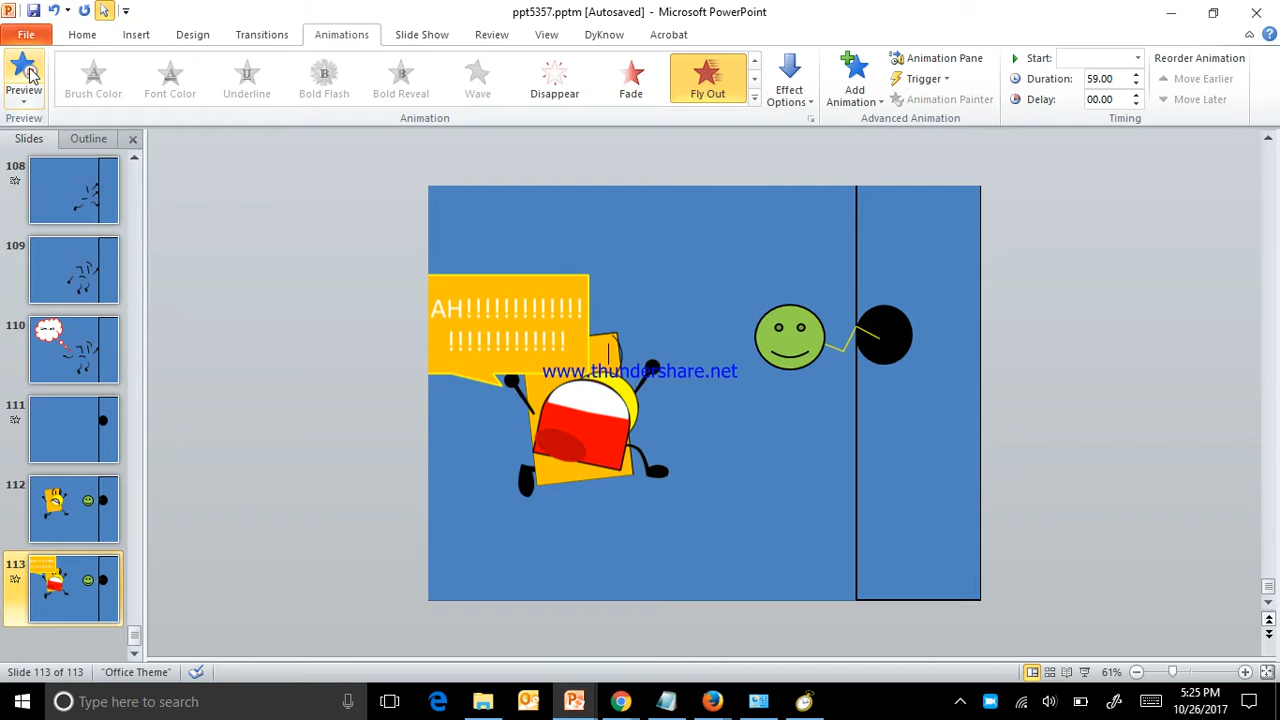 ppt5357.pptm [Autosaved] - Microsoft PowerPoint
File Home Insert Design Transitions Animations Slide Show Review View DyKnow Acrobat
Preview
Brush Color Font Color Underline Bold Flash Bold Reveal Wave Disappear Fade Fly Out
Effect Options
Add Animation
Animation Pane
Trigger
Animation Painter
Start:
Duration: 59.00
Delay: 00.00
Reorder Animation
Move Earlier
Move Later
Preview Animation Advanced Animation Timing
Slides Outline
108
109
110
111
112
113
AH!!!!!!!!!!!!!
!!!!!!!!!!!!!
www.thundershare.net
Slide 113 of 113 "Office Theme" 61%
Type here to search
5:25 PM
10/26/2017